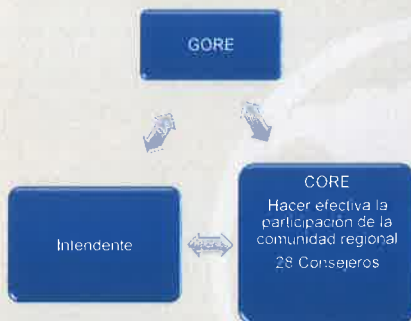 GORE
Intendente
CORE
Hacer efectiva la
participación de la
comunidad regional
28 Consejeros